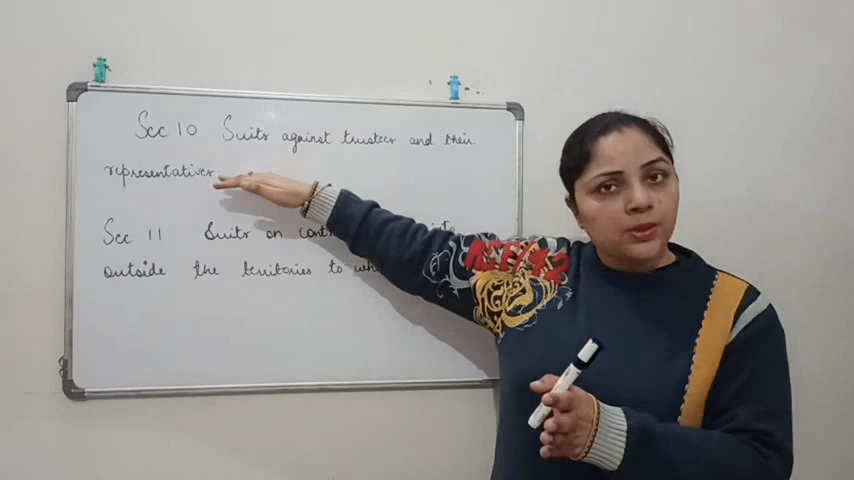 Sec 10 Suits against trustees and their
representatives
Sec 11 Suits on
outside the territories to